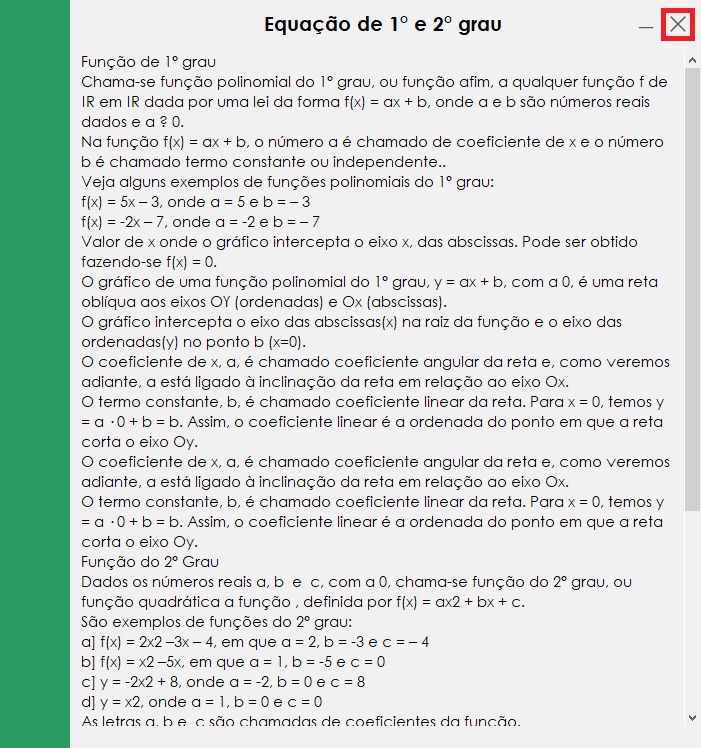 Equação de 1° e 2° grau
Função de 1º grau
Chama-se função polinomial do 1º grau, ou função afim, a qualquer função f de
IR em IR dada por uma lei da forma f(x) = ax + b, onde a e b são números reais
dados e a ? 0.
Na função f(x) = ax + b, o número a é chamado de coeficiente de x e o número
b é chamado termo constante ou independente..
Veja alguns exemplos de funções polinomiais do 1º grau:
f(x) = 5x – 3, onde a = 5 e b = – 3
f(x) = -2x – 7, onde a = -2 e b = – 7
Valor de x onde o gráfico intercepta o eixo x, das abscissas. Pode ser obtido
fazendo-se f(x) = 0.
O gráfico de uma função polinomial do 1º grau, y = ax + b, com a 0, é uma reta
oblíqua aos eixos OY (ordenadas) e Ox (abscissas).
O gráfico intercepta o eixo das abscissas(x) na raiz da função e o eixo das
ordenadas(y) no ponto b (x=0).
O coeficiente de x, a, é chamado coeficiente angular da reta e, como veremos
adiante, a está ligado à inclinação da reta em relação ao eixo Ox.
O termo constante, b, é chamado coeficiente linear da reta. Para x = 0, temos y
= a ·0 + b = b. Assim, o coeficiente linear é a ordenada do ponto em que a reta
corta o eixo Oy.
O coeficiente de x, a, é chamado coeficiente angular da reta e, como veremos
adiante, a está ligado à inclinação da reta em relação ao eixo Ox.
O termo constante, b, é chamado coeficiente linear da reta. Para x = 0, temos y
= a ·0 + b = b. Assim, o coeficiente linear é a ordenada do ponto em que a reta
corta o eixo Oy.
Função do 2º Grau
Dados os números reais a, b e c, com a 0, chama-se função do 2º grau, ou
função quadrática a função , definida por f(x) = ax2 + bx + c.
São exemplos de funções do 2º grau:
a] f(x) = 2x2 –3x – 4, em que a = 2, b = -3 e c = – 4
b] f(x) = x2 –5x, em que a = 1, b = -5 e c = 0
c] y = -2x2 + 8, onde a = -2, b = 0 e c = 8
d] y = x2, onde a = 1, b = 0 e c = 0
As letras a, b e c são chamadas de coeficientes da função.